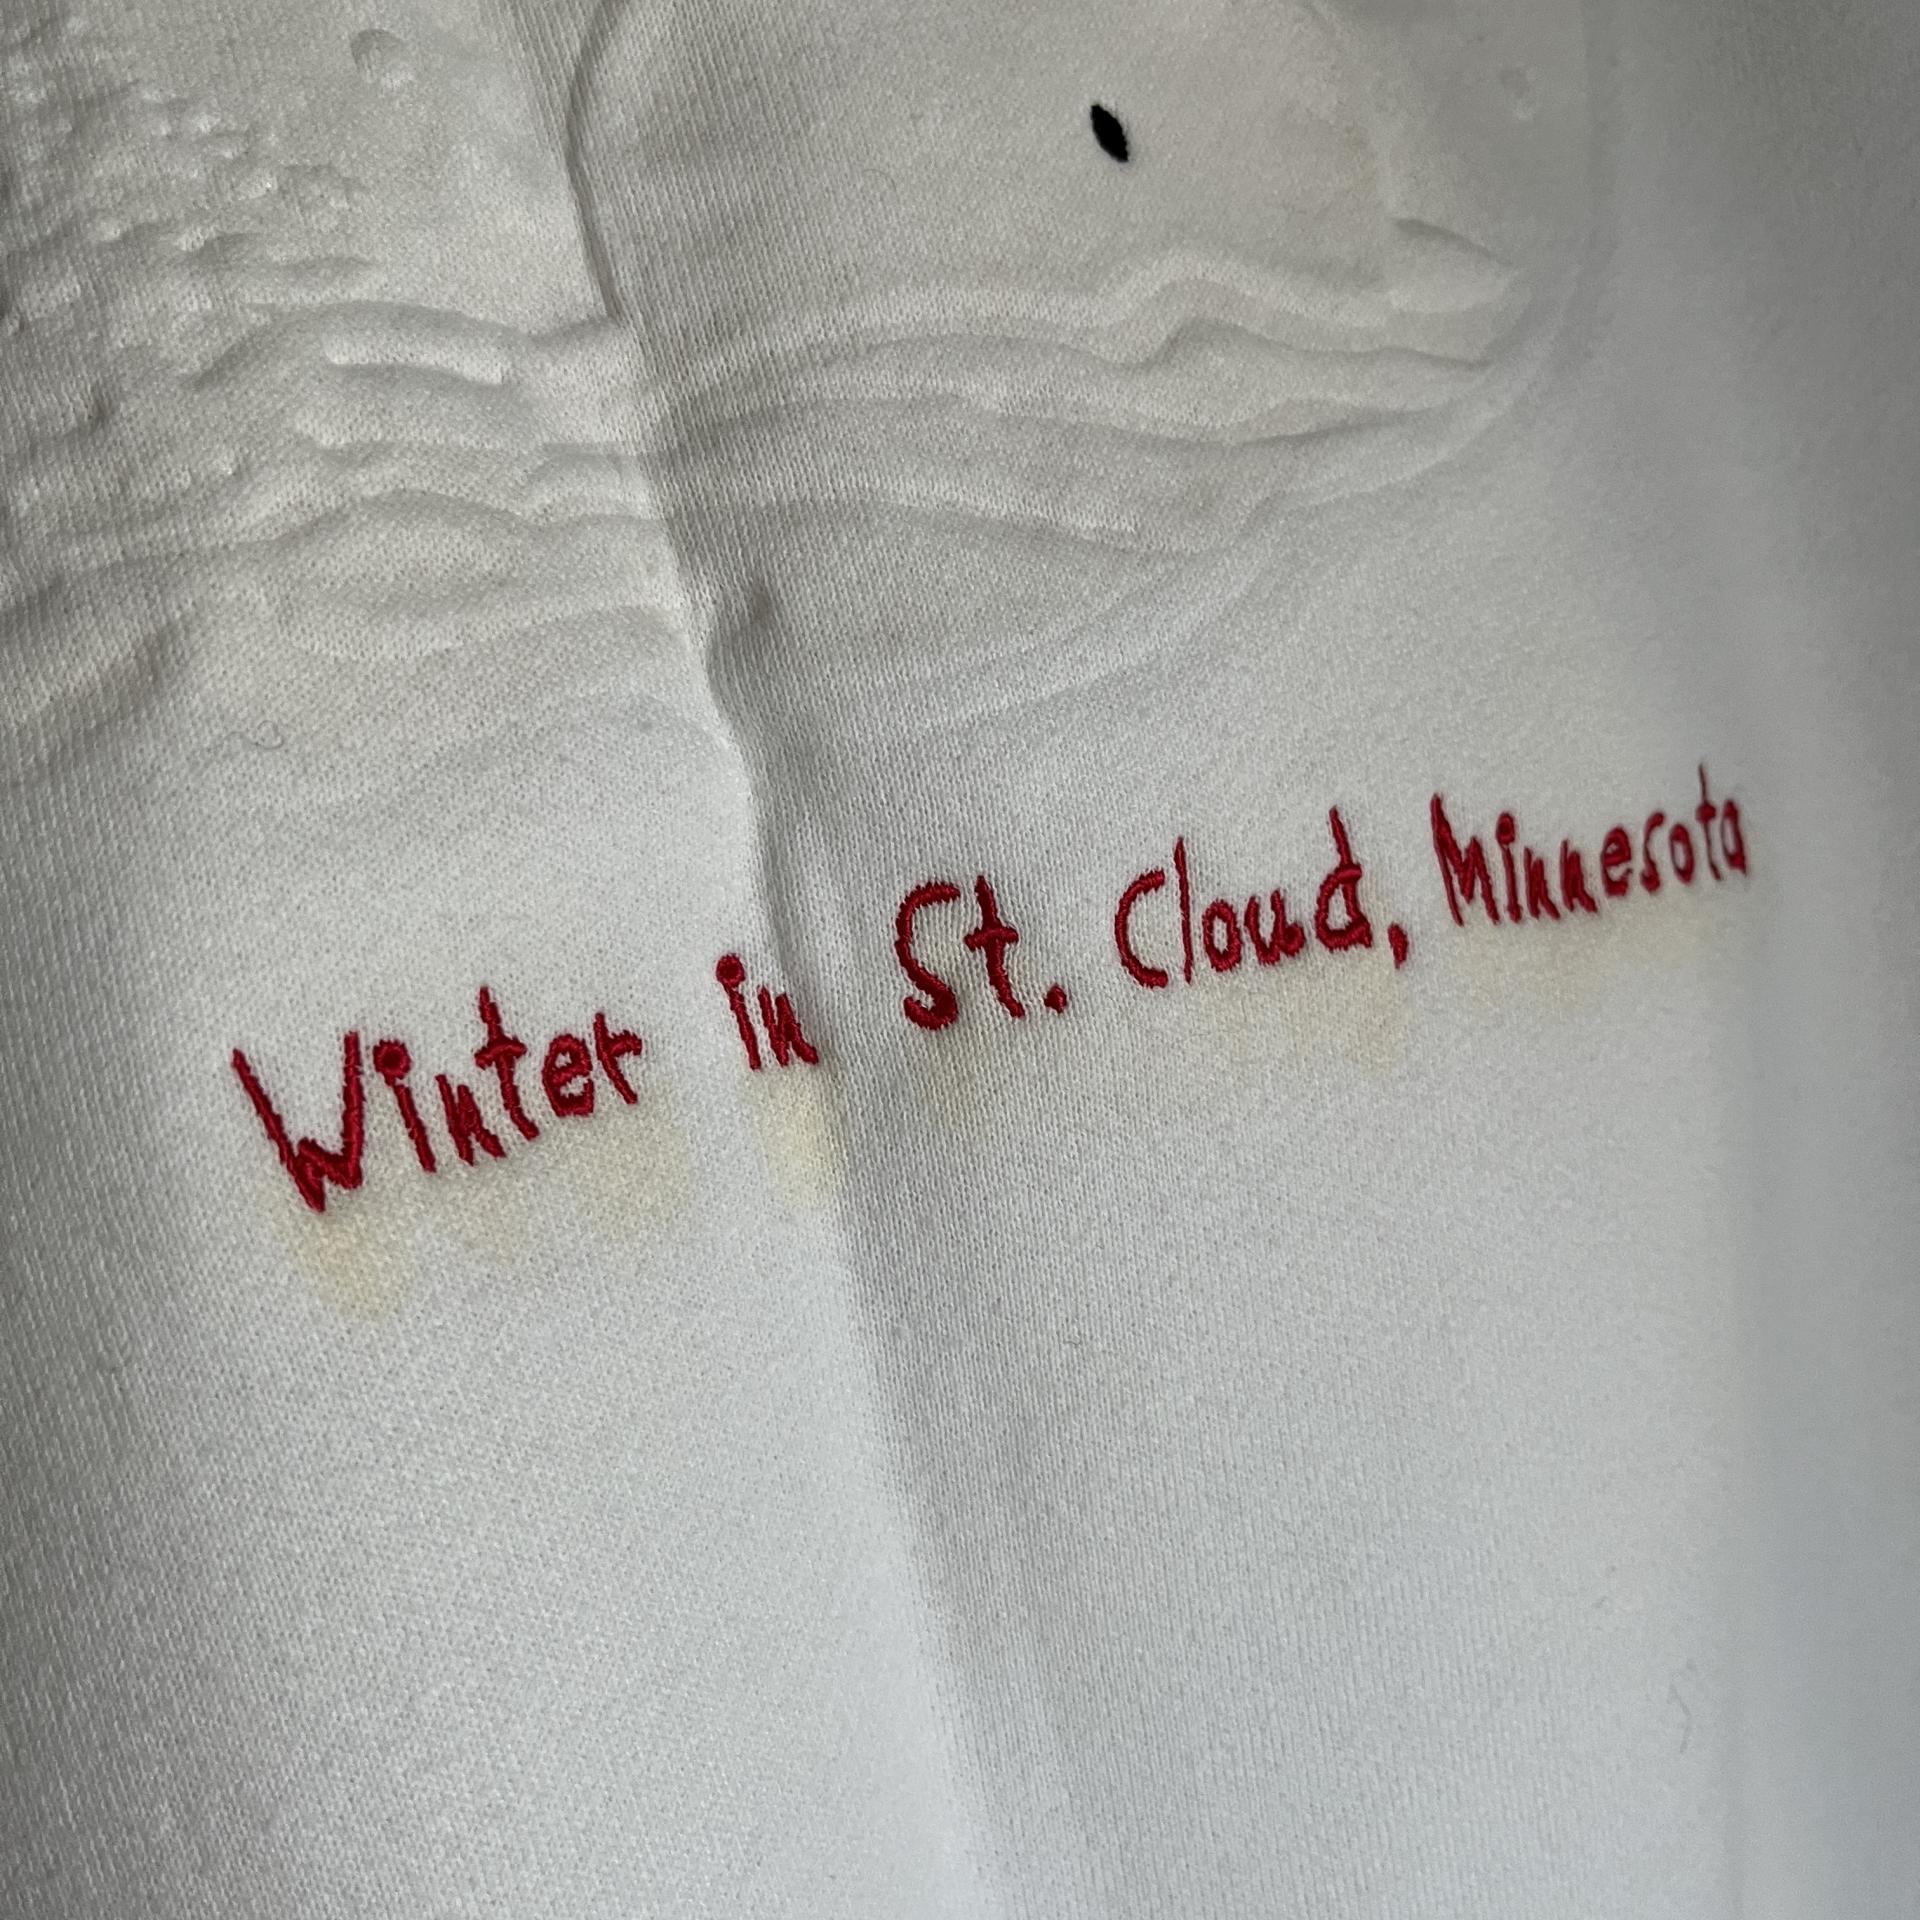 Winter in St. Cloud, Minnesota